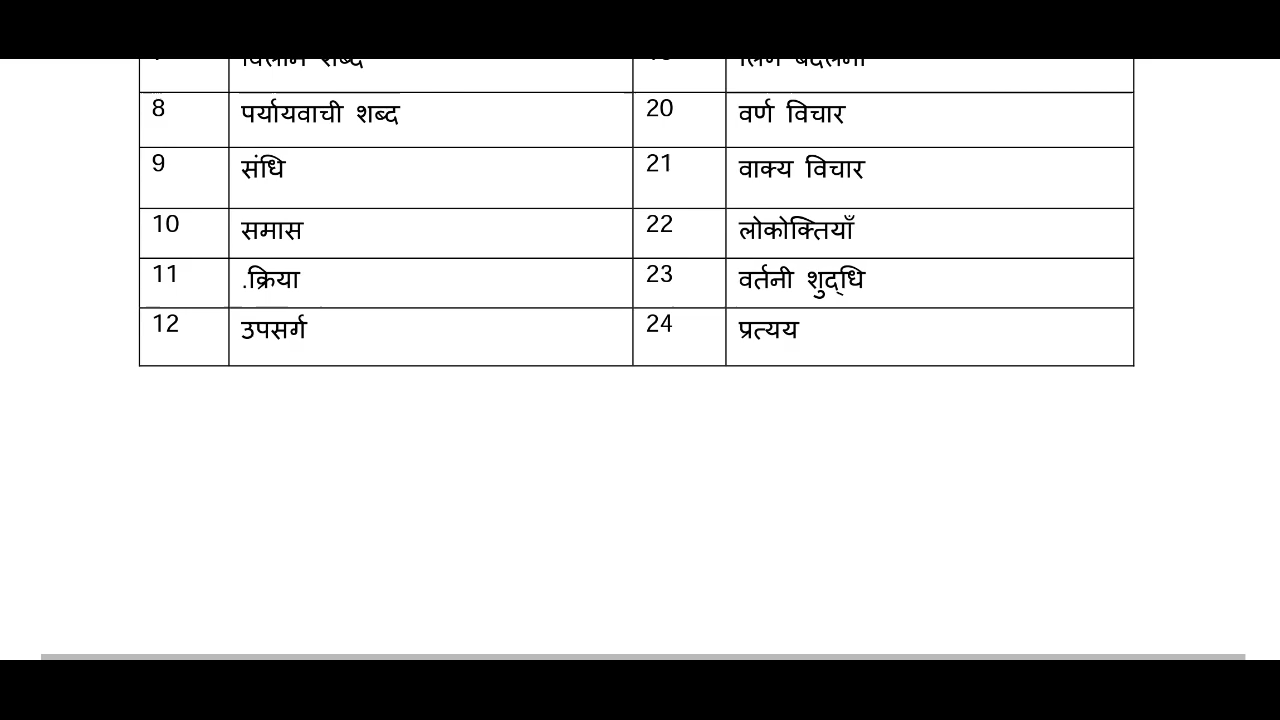 8 पर्यायवाची शब्द 20 वर्ण विचार
9 संधि 21 वाक्य विचार
10 समास 22 लोकोक्तियाँ
11 .क्रिया 23 वर्तनी शुद्धि
12 उपसर्ग 24 प्रत्यय